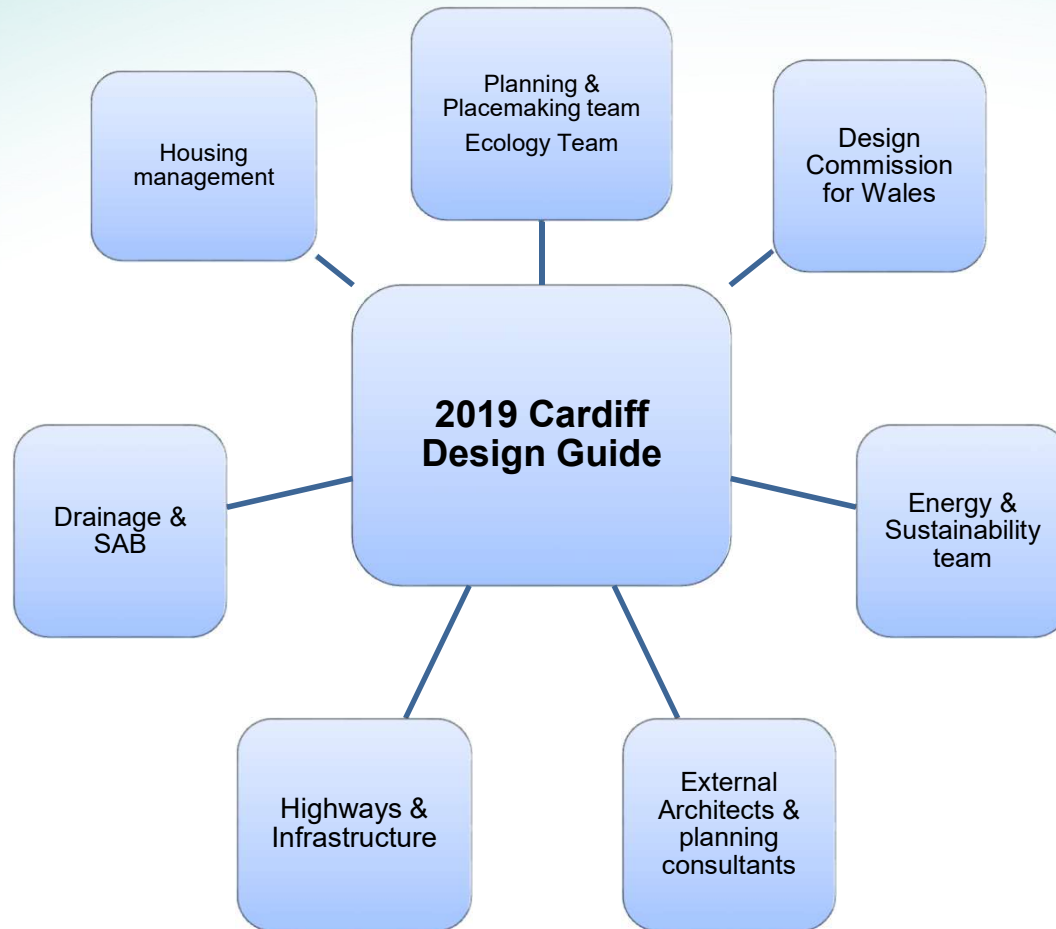 Planning &
Placemaking team
Ecology Team
Housing
management
Design
Commission
for Wales
2019 Cardiff
Design Guide
Drainage &
SAB
Energy &
Sustainability
team
Highways &
Infrastructure
External
Architects &
planning
consultants